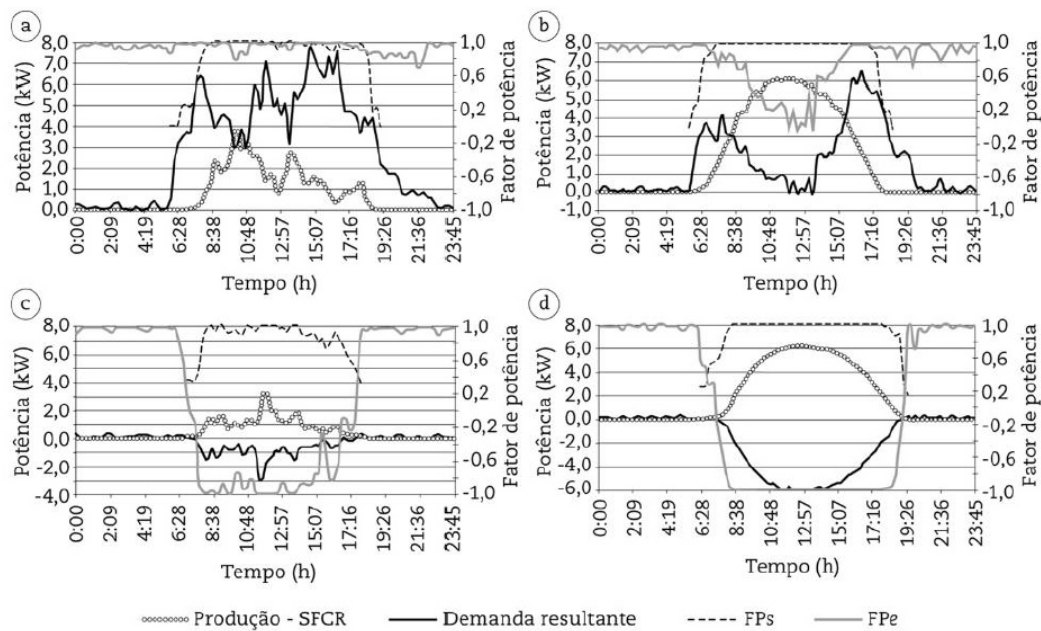 a
8,0
7,0
6,0
5,0
4,0
3,0
2,0
1,0
0,0
Potência (kW)
1,0
0,6
0,2
-0,2
-0,6
-1,0
Fator de potência
0:00 2:09 4:19 6:28 8:38 10:48 12:57 15:07 17:16 19:26 21:36 23:45
Tempo (h)
b
8,0
7,0
6,0
5,0
4,0
3,0
2,0
1,0
0,0
-1,0
Potência (kW)
1,0
0,6
0,2
-0,2
-0,8
-1,0
Fator de potência
0:00 2:09 4:19 6:28 8:38 10:48 12:57 15:07 17:16 19:26 21:36 23:45
Tempo (h)
c
8,0
6,0
4,0
2,0
0,0
-2,0
-4,0
Potência (kW)
1,0
0,6
0,2
-0,2
-0,6
-1,0
Fator de potência
0:00 2:09 4:19 6:28 8:38 10:48 12:57 15:07 17:16 19:26 21:36 23:45
Tempo (h)
d
8,0
6,0
4,0
2,0
0,0
-2,0
-4,0
-6,0
Potência (kW)
1,0
0,6
0,2
-0,2
-0,6
-1,0
Fator de potência
0:00 2:09 4:19 6:28 8:38 10:48 12:57 15:07 17:16 19:26 21:36 23:45
Tempo (h)
Produção - SFCR Demanda resultante FPs FPe